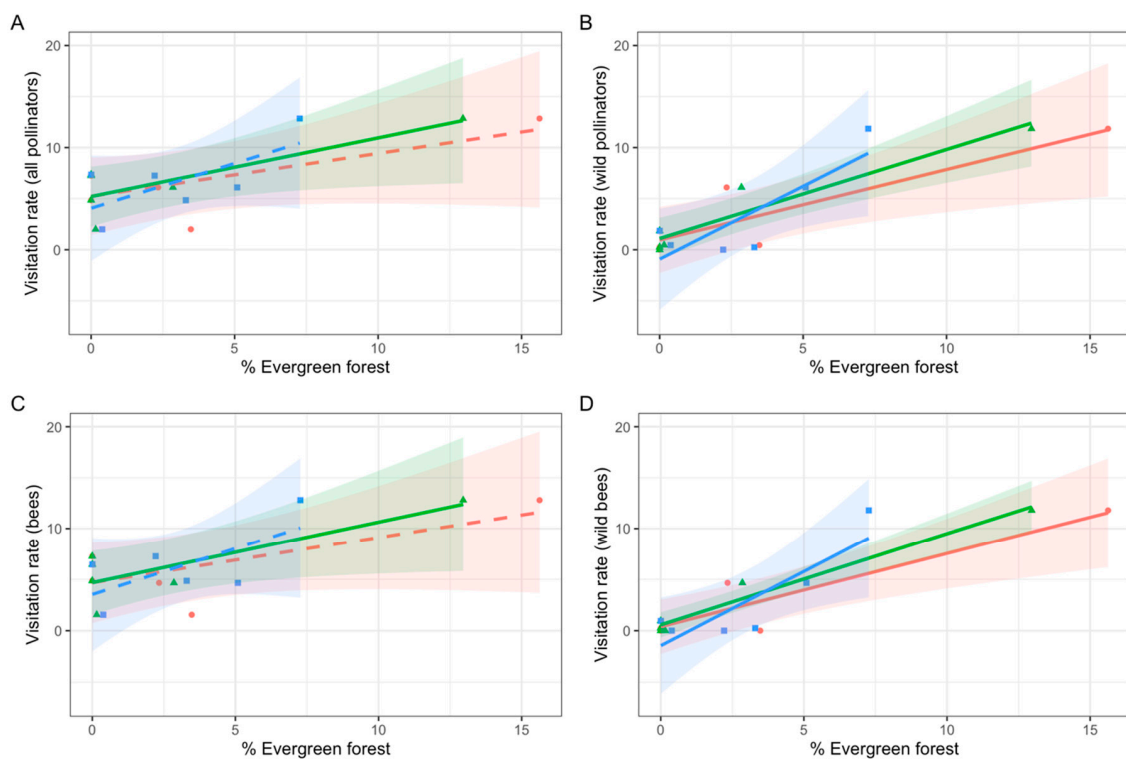 A
B
Visitation rate (all pollinators)
20
10
0
0
5
10
15
% Evergreen forest
Visitation rate (wild pollinators)
20
10
0
0
5
10
15
% Evergreen forest
C
D
Visitation rate (bees)
20
10
0
0
5
10
15
% Evergreen forest
Visitation rate (wild bees)
20
10
0
0
5
10
15
% Evergreen forest